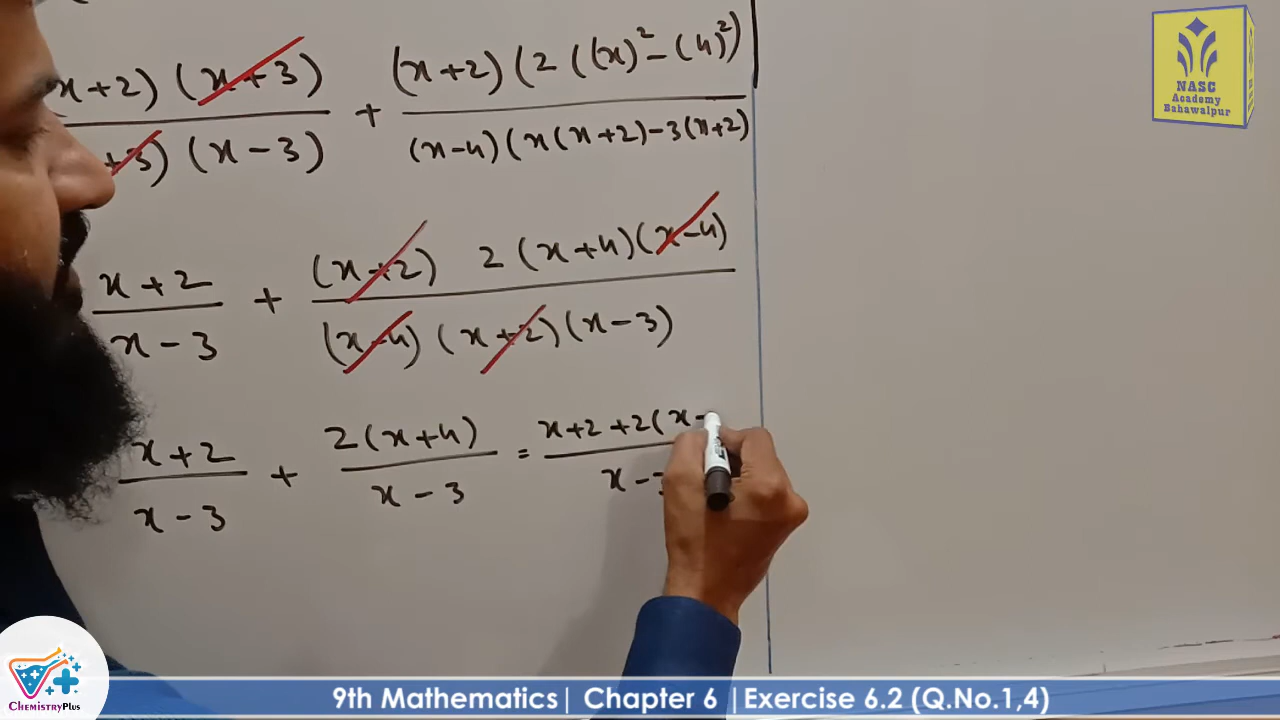 x+2) (x+3) + (x+2) (2 ((x)² - (4)²)
+3) (x-3) (x-4) (x(x+2)-3(x+2)
x+2 + (x+2) 2 (x+4)(x-4)
x-3 (x-4) (x+2) (x-3)
x+2 + 2(x+4) = x+2+2(x
x-3 x-3 x-
NASC
Academy
Bahawalpur
ChemistryPlus
9th Mathematics| Chapter 6 |Exercise 6.2 (Q.No.1,4)